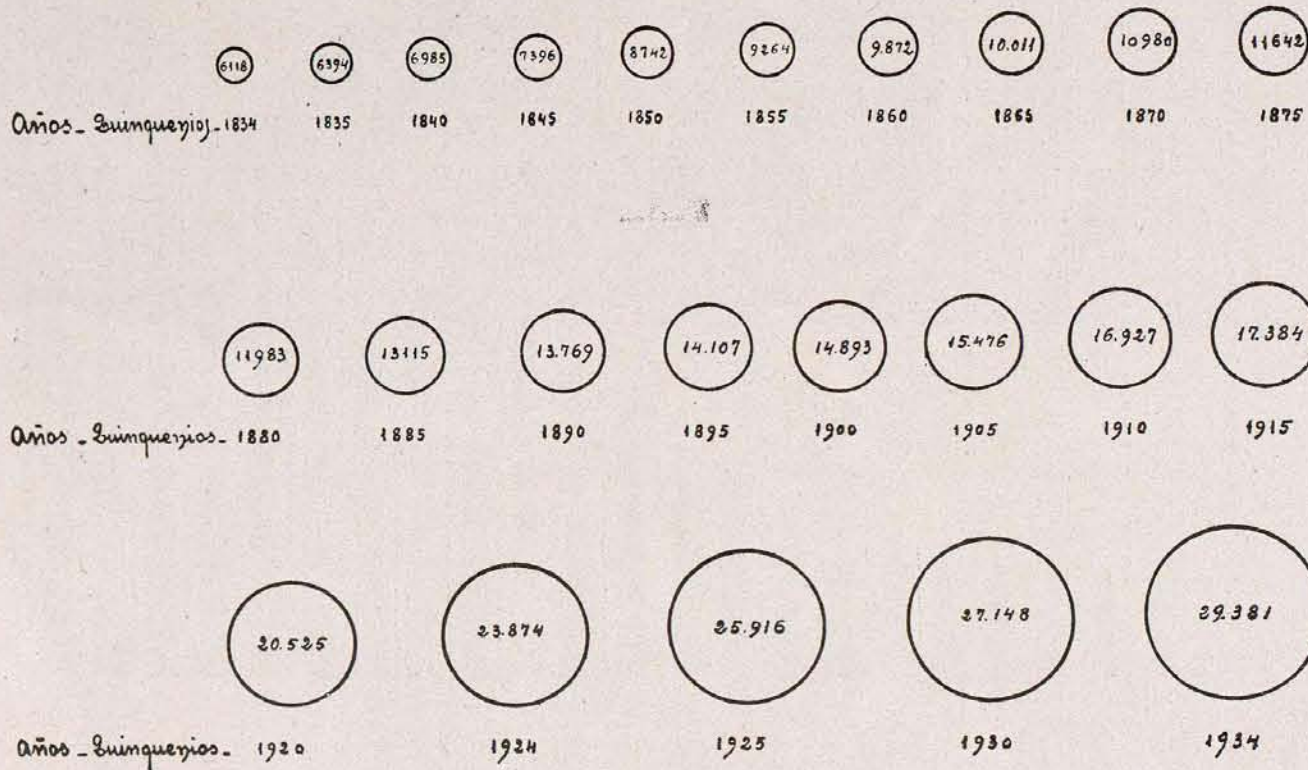 6118 6394 6985 7396 8742 9264 9.872 10.011 10980 11642
Años - Quinquenios - 1834 1835 1840 1845 1850 1855 1860 1865 1870 1875
11983 13115 13.769 14.107 14.893 15.476 16.927 17.384
Años - Quinquenios - 1880 1885 1890 1895 1900 1905 1910 1915
20.525 23.874 25.916 27.148 29.381
Años - Quinquenios - 1920 1924 1925 1930 1934